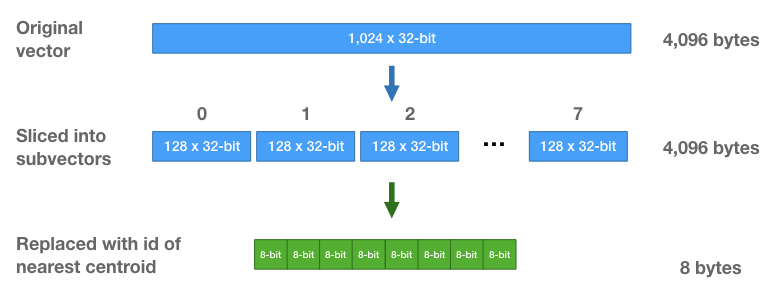 Original
vector
1,024 x 32-bit
4,096 bytes
0 1 2 7
Sliced into
subvectors
128 x 32-bit 128 x 32-bit 128 x 32-bit ... 128 x 32-bit
4,096 bytes
Replaced with id of
nearest centroid
8-bit 8-bit 8-bit 8-bit 8-bit 8-bit 8-bit 8-bit
8 bytes